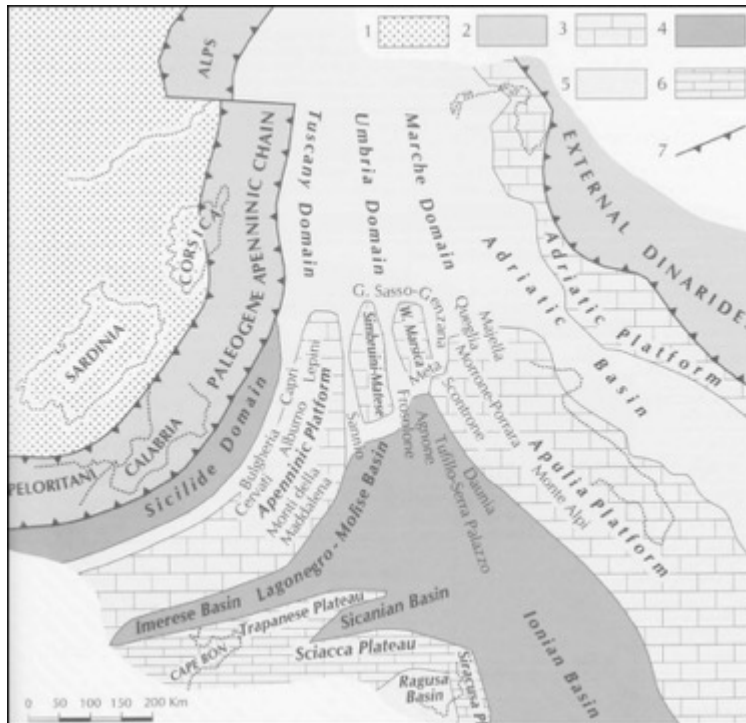 1
2
3
4
5
6
7
ALPS
PALEOGENE APENNINIC CHAIN
CORSICA
SARDINIA
CALABRIA
PELORITANI
Sicilide Domain
Tuscany Domain
Umbria Domain
Marche Domain
EXTERNAL DINARIDE
Adriatic Platform
Adriatic Basin
G. Sasso-Genzana
Simbruini-Matese
W. Marsica
Meta
Queglia
Majella
Morrone-Porrara
Scontrone
Lepini
Capri
Alburno
Bulgheria
Cervati
Apenninic Platform
Monti della
Maddalena
Sannio
Frosolone
Agnone
Tufillo-Serra Palazzo
Daunia
Apulia Platform
Monte Alpi
Lagonegro - Molise Basin
Imerese Basin
Trapanese Plateau
Sicanian Basin
CAPE BON
Sciacca Plateau
Ragusa
Basin
Siracusa P
Ionian Basin
0 50 100 150 200 Km